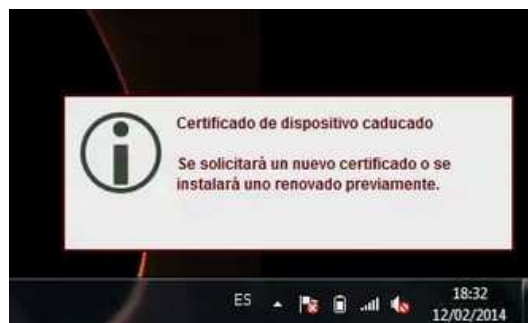 Certificado de dispositivo caducado
Se solicitará un nuevo certificado o se
instalará uno renovado previamente.
ES
18:32
12/02/2014